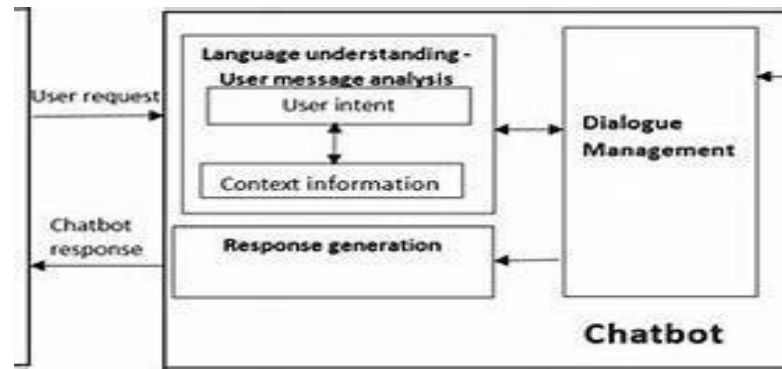 Language understanding -
User message analysis
User request
User intent
Dialogue
Management
Context information
Chatbot
response
Response generation
Chatbot